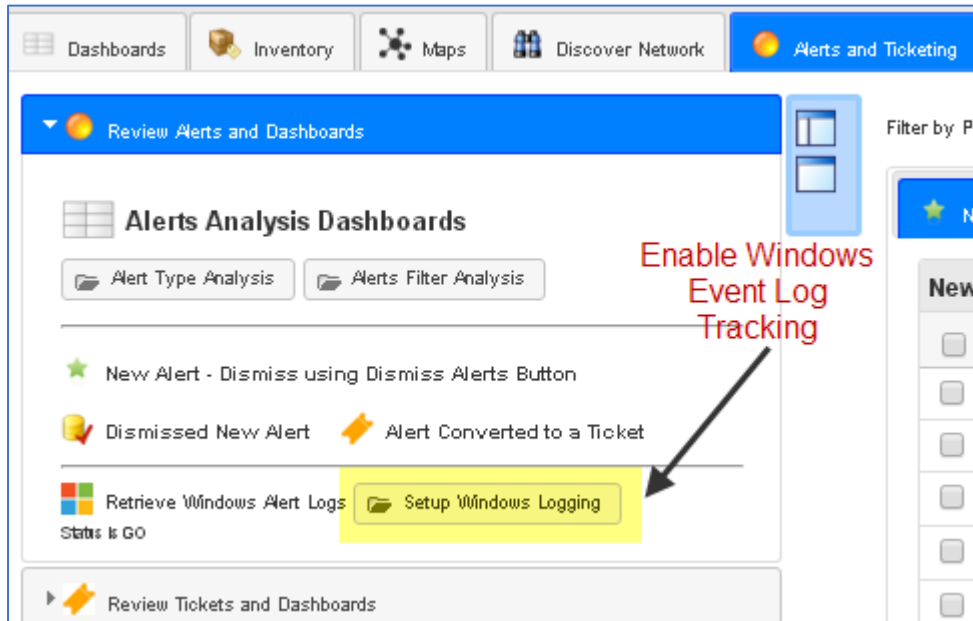 Dashboards Inventory Maps Discover Network Alerts and Ticketing
Review Alerts and Dashboards
Filter by P
Alerts Analysis Dashboards
N
Alert Type Analysis Alerts Filter Analysis
Enable Windows
Event Log
Tracking
New
New Alert - Dismiss using Dismiss Alerts Button
Dismissed New Alert Alert Converted to a Ticket
Retrieve Windows Alert Logs Setup Windows Logging
Status is GO
Review Tickets and Dashboards